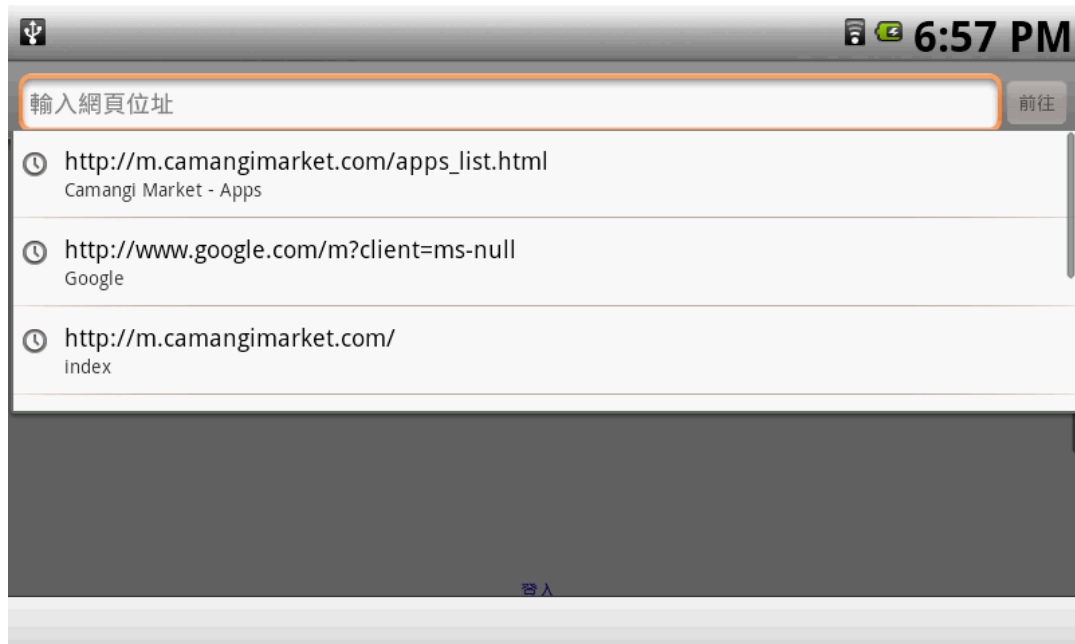 6:57 PM
輸入網頁位址
前往
http://m.camangimarket.com/apps_list.html
Camangi Market - Apps
http://www.google.com/m?client=ms-null
Google
http://m.camangimarket.com/
index
登入